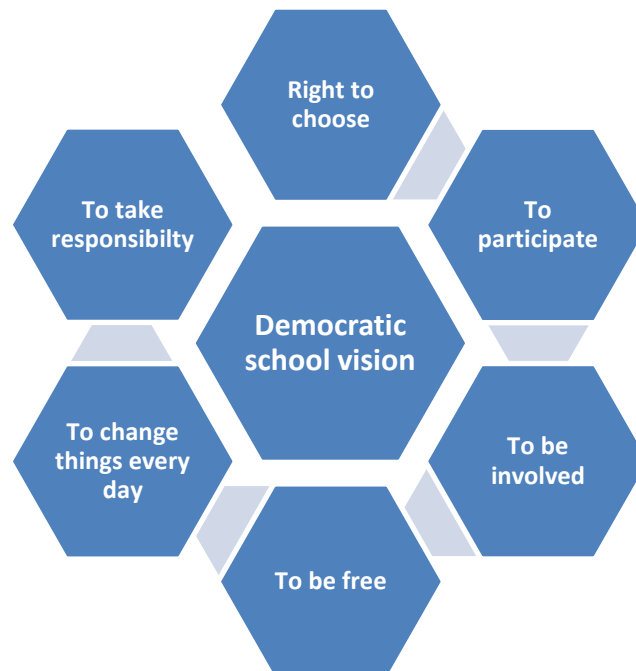 Right to
choose
To
participate
To be
involved
To be free
To change
things every
day
To take
responsibilty
Democratic
school vision